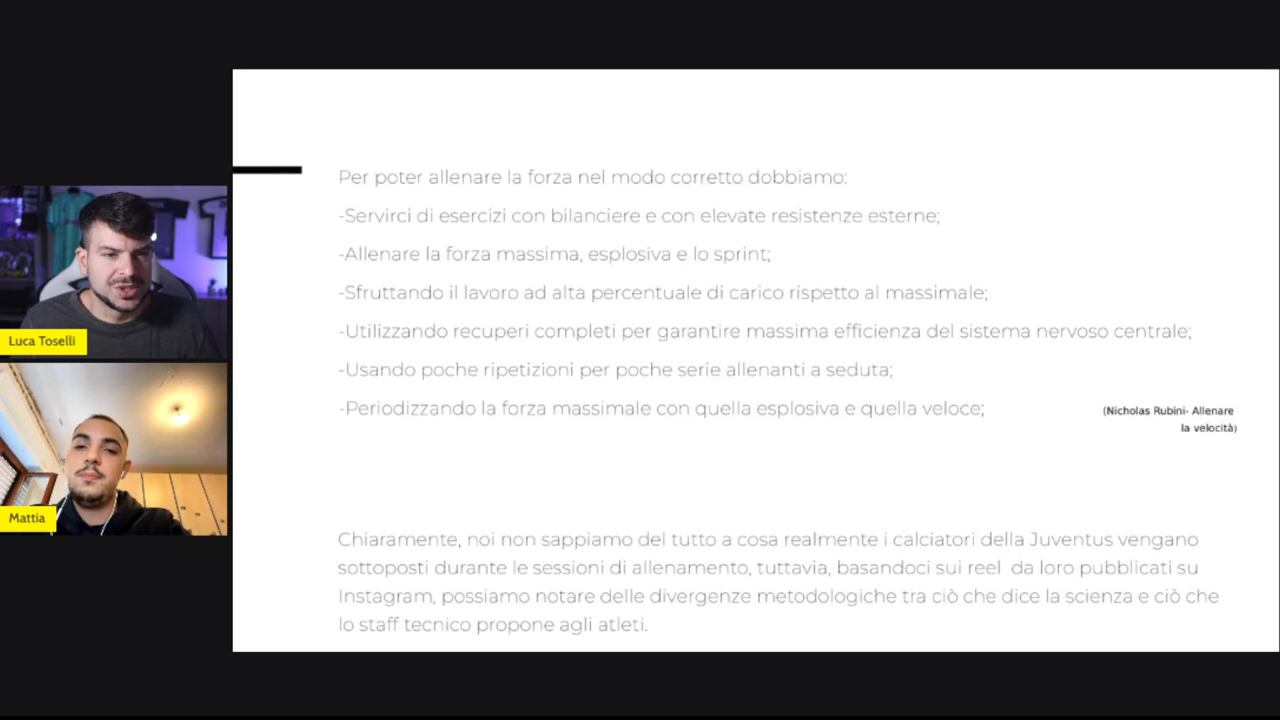 Per poter allenare la forza nel modo corretto dobbiamo:
-Servirci di esercizi con bilanciere e con elevate resistenze esterne;
-Allenare la forza massima, esplosiva e lo sprint;
-Sfruttando il lavoro ad alta percentuale di carico rispetto al massimale;
-Utilizzando recuperi completi per garantire massima efficienza del sistema nervoso centrale;
-Usando poche ripetizioni per poche serie allenanti a seduta;
-Periodizzando la forza massimale con quella esplosiva e quella veloce;
(Nicholas Rubini- Allenare
la velocità)
Chiaramente, noi non sappiamo del tutto a cosa realmente i calciatori della Juventus vengano
sottoposti durante le sessioni di allenamento, tuttavia, basandoci sui reel da loro pubblicati su
Instagram, possiamo notare delle divergenze metodologiche tra ciò che dice la scienza e ciò che
lo staff tecnico propone agli atleti.
Luca Toselli
Mattia